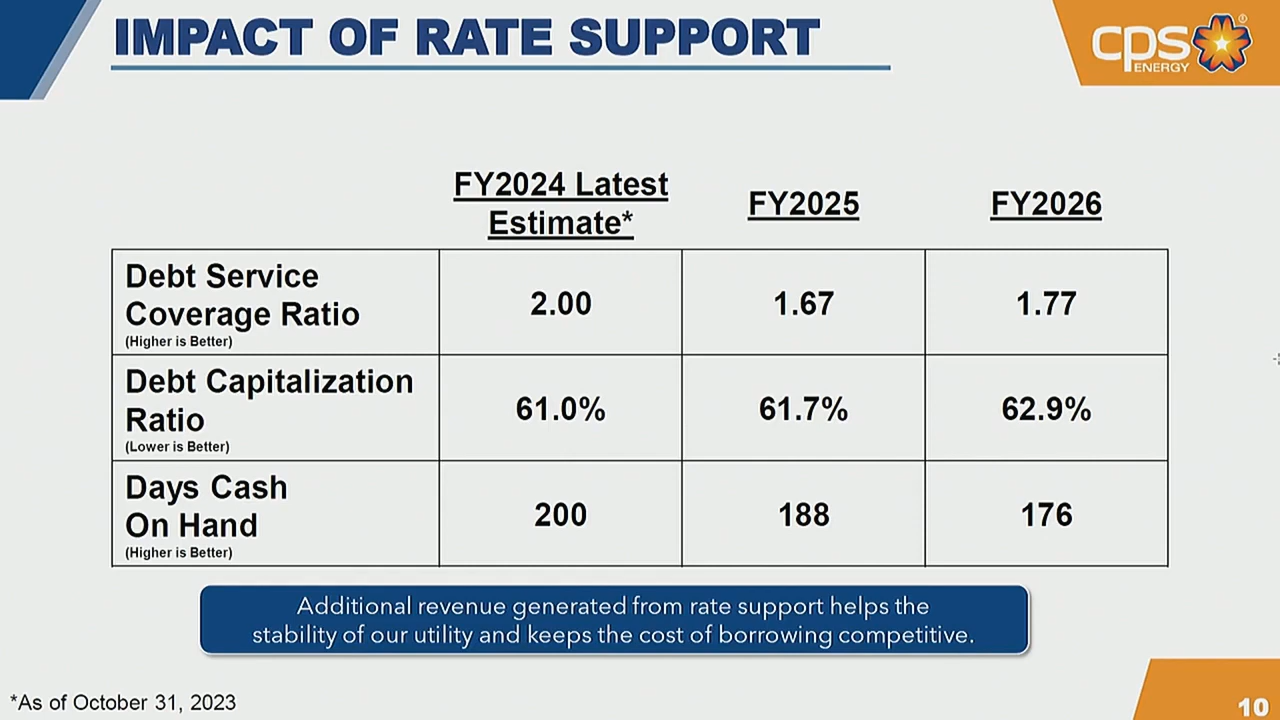 IMPACT OF RATE SUPPORT
cps
ENERGY
®
FY2024 Latest
Estimate*
FY2025
FY2026
Debt Service
Coverage Ratio
(Higher is Better)
2.00
1.67
1.77
Debt Capitalization
Ratio
(Lower is Better)
61.0%
61.7%
62.9%
Days Cash
On Hand
(Higher is Better)
200
188
176
Additional revenue generated from rate support helps the
stability of our utility and keeps the cost of borrowing competitive.
*As of October 31, 2023
10